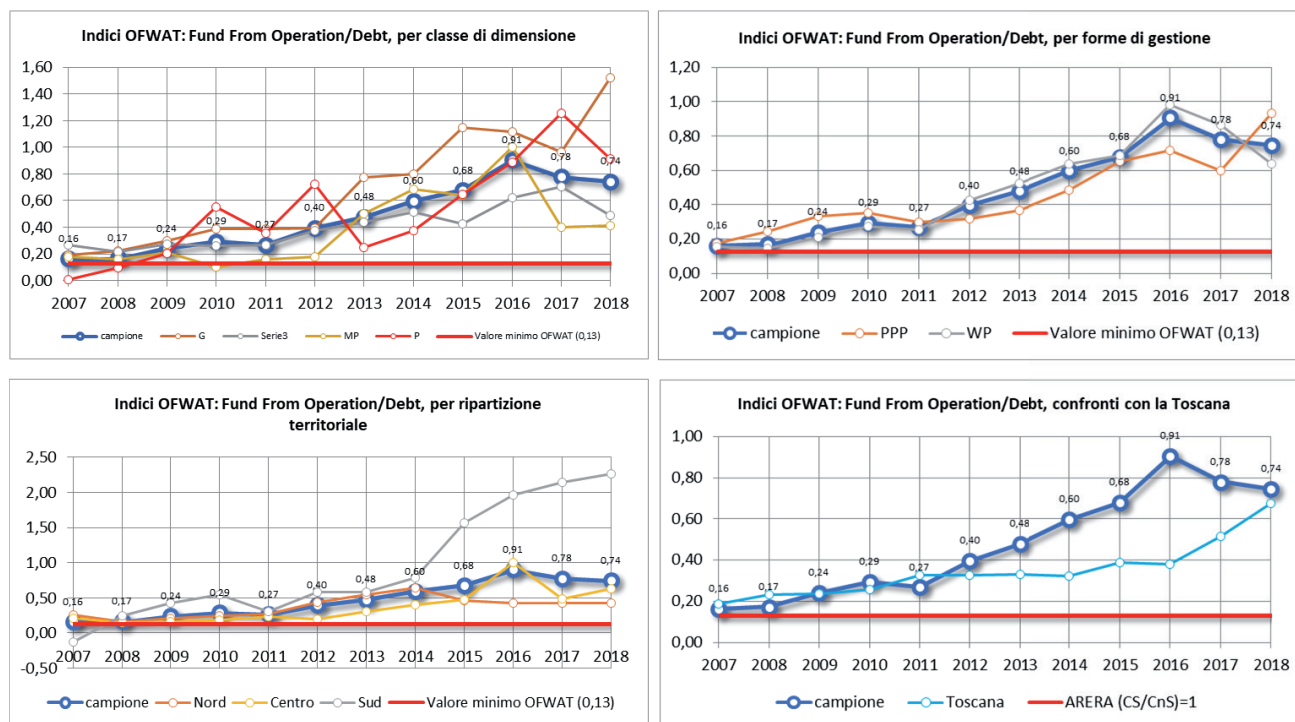 Indici OFWAT: Fund From Operation/Debt, per classe di dimensione
1,60
1,40
1,20
1,00
0,80
0,60
0,40
0,20
0,00
0,16 0,17 0,24 0,29 0,27 0,40 0,48 0,60 0,68 0,91 0,78 0,74
2007 2008 2009 2010 2011 2012 2013 2014 2015 2016 2017 2018
campione G Serie3 MP P Valore minimo OFWAT (0,13)
Indici OFWAT: Fund From Operation/Debt, per forme di gestione
1,20
1,00
0,80
0,60
0,40
0,20
0,00
0,16 0,17 0,24 0,29 0,27 0,40 0,48 0,60 0,68 0,91 0,78 0,74
2007 2008 2009 2010 2011 2012 2013 2014 2015 2016 2017 2018
campione PPP WP Valore minimo OFWAT (0,13)
Indici OFWAT: Fund From Operation/Debt, per ripartizione
territoriale
2,50
2,00
1,50
1,00
0,50
0,00
-0,50
0,16 0,17 0,24 0,29 0,27 0,40 0,48 0,60 0,68 0,91 0,78 0,74
2007 2008 2009 2010 2011 2012 2013 2014 2015 2016 2017 2018
campione Nord Centro Sud Valore minimo OFWAT (0,13)
Indici OFWAT: Fund From Operation/Debt, confronti con la Toscana
1,00
0,80
0,60
0,40
0,20
0,00
0,16 0,17 0,24 0,29 0,27 0,40 0,48 0,60 0,68 0,91 0,78 0,74
2007 2008 2009 2010 2011 2012 2013 2014 2015 2016 2017 2018
campione Toscana ARERA (CS/CnS)=1